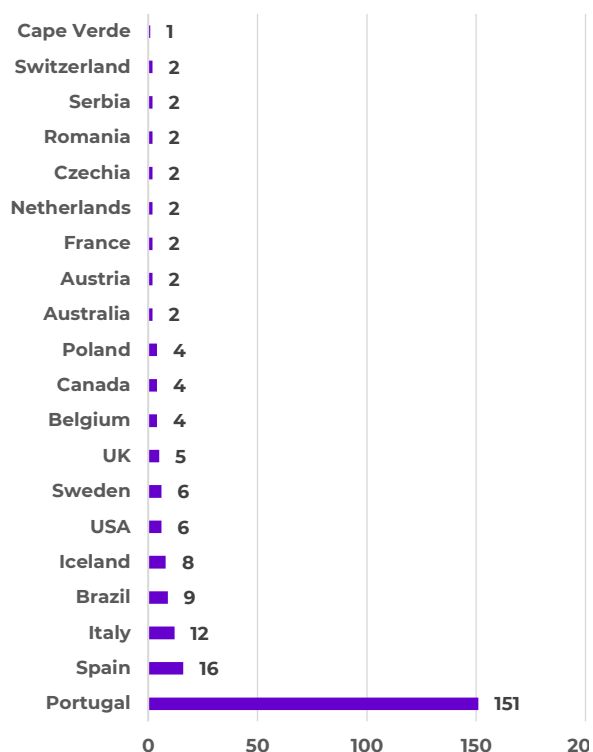 Cape Verde 1
Switzerland 2
Serbia 2
Romania 2
Czechia 2
Netherlands 2
France 2
Austria 2
Australia 2
Poland 4
Canada 4
Belgium 4
UK 5
Sweden 6
USA 6
Iceland 8
Brazil 9
Italy 12
Spain 16
Portugal 151
0 50 100 150